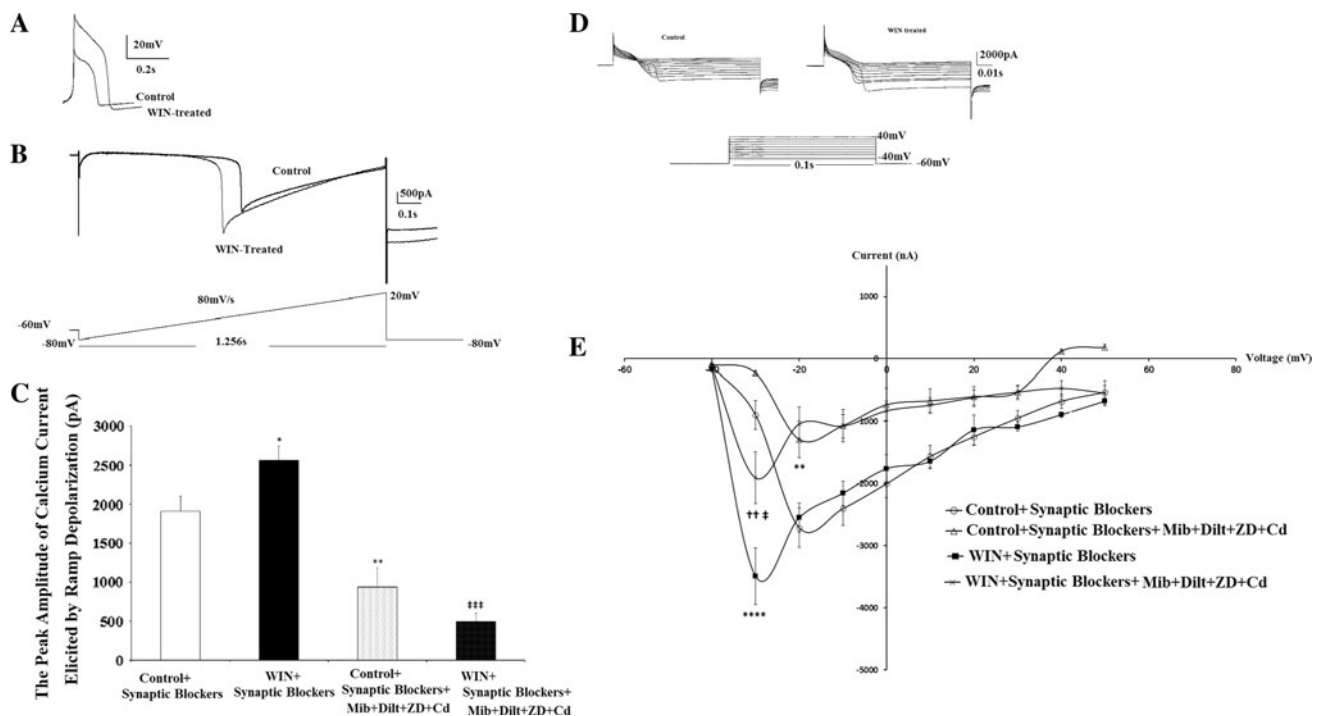 A
20mV
0.2s
Control
WIN-treated
B
Control
500pA
0.1s
WIN-Treated
80mV/s
20mV
-60mV
-80mV
1.256s
-80mV
C
The Peak Amplitude of Calcium Current
Elicited by Ramp Depolarization (pA)
3000
2500
2000
1500
1000
500
0
*
**
‡‡‡
Control+
Synaptic Blockers
WIN+
Synaptic Blockers
Control+
Synaptic Blockers+
Mib+Dilt+ZD+Cd
WIN+
Synaptic Blockers+
Mib+Dilt+ZD+Cd
D
Control
WIN treated
2000pA
0.01s
40mV
-40mV
-60mV
0.1s
E
Current (nA)
Voltage (mV)
1000
0
-1000
-2000
-3000
-4000
-5000
-60
-40
-20
0
20
40
60
80
**
†† ‡
****
Control+ Synaptic Blockers
Control+Synaptic Blockers+ Mib+Dilt+ZD+Cd
WIN+Synaptic Blockers
WIN+Synaptic Blockers+ Mib+Dilt+ZD+Cd